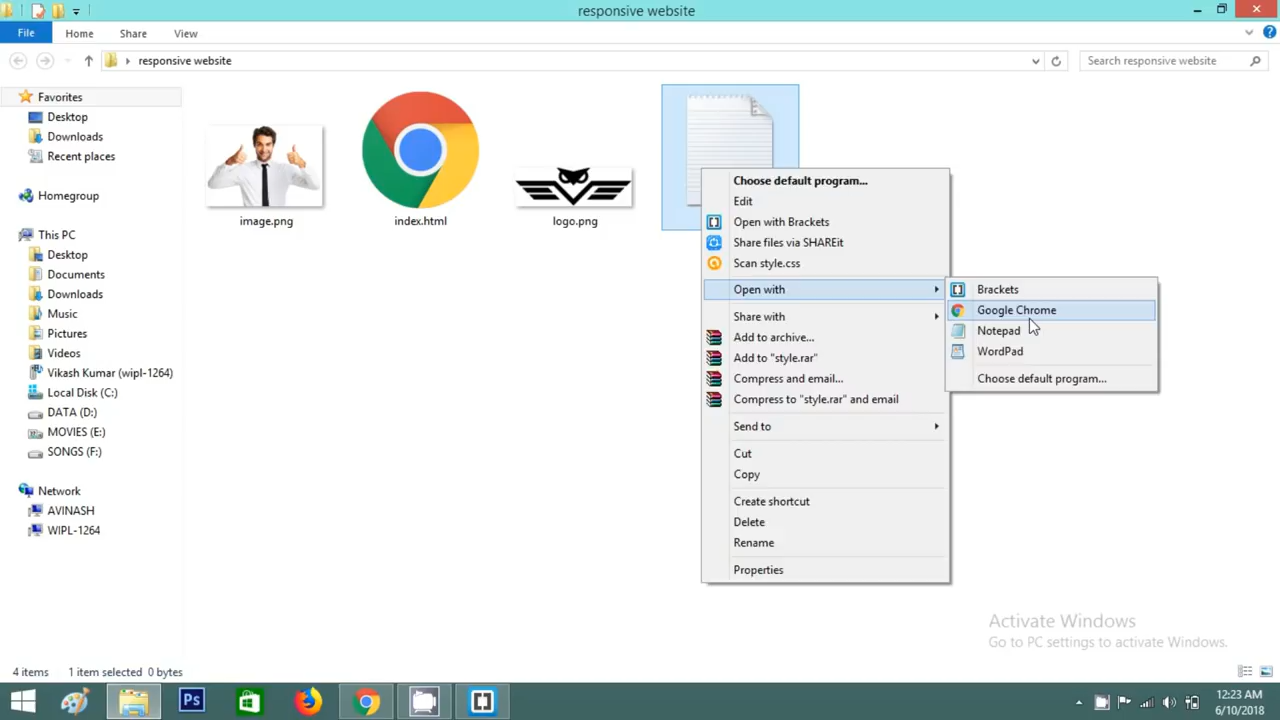 responsive website
File
Home
Share
View
responsive website
Search responsive website
Favorites
Desktop
Downloads
Recent places
Homegroup
This PC
Desktop
Documents
Downloads
Music
Pictures
Videos
Vikash Kumar (wipl-1264)
Local Disk (C:)
DATA (D:)
MOVIES (E:)
SONGS (F:)
Network
AVINASH
WIPL-1264
image.png
index.html
logo.png
Choose default program...
Edit
Open with Brackets
Share files via SHAREit
Scan style.css
Open with
Share with
Add to archive...
Add to "style.rar"
Compress and email...
Compress to "style.rar" and email
Send to
Cut
Copy
Create shortcut
Delete
Rename
Properties
Brackets
Google Chrome
Notepad
WordPad
Choose default program...
Activate Windows
Go to PC settings to activate Windows.
4 items
1 item selected 0 bytes
Ps
12:23 AM
6/10/2018